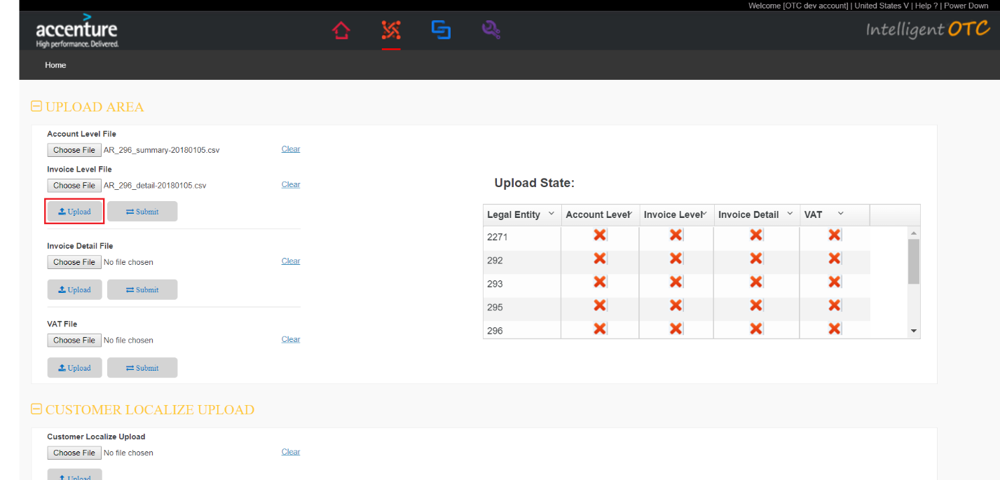 Welcome [OTC dev account] | United States V | Help ? | Power Down
accenture
High performance. Delivered.
Intelligent OTC
Home
UPLOAD AREA
Account Level File
Choose File AR_296_summary-20180105.csv Clear
Invoice Level File
Choose File AR_296_detail-20180105.csv Clear
Upload Submit
Invoice Detail File
Choose File No file chosen Clear
Upload Submit
VAT File
Choose File No file chosen Clear
Upload Submit
Upload State:
Legal Entity Account Level Invoice Level Invoice Detail VAT
2271
292
293
295
296
CUSTOMER LOCALIZE UPLOAD
Customer Localize Upload
Choose File No file chosen Clear
Upload